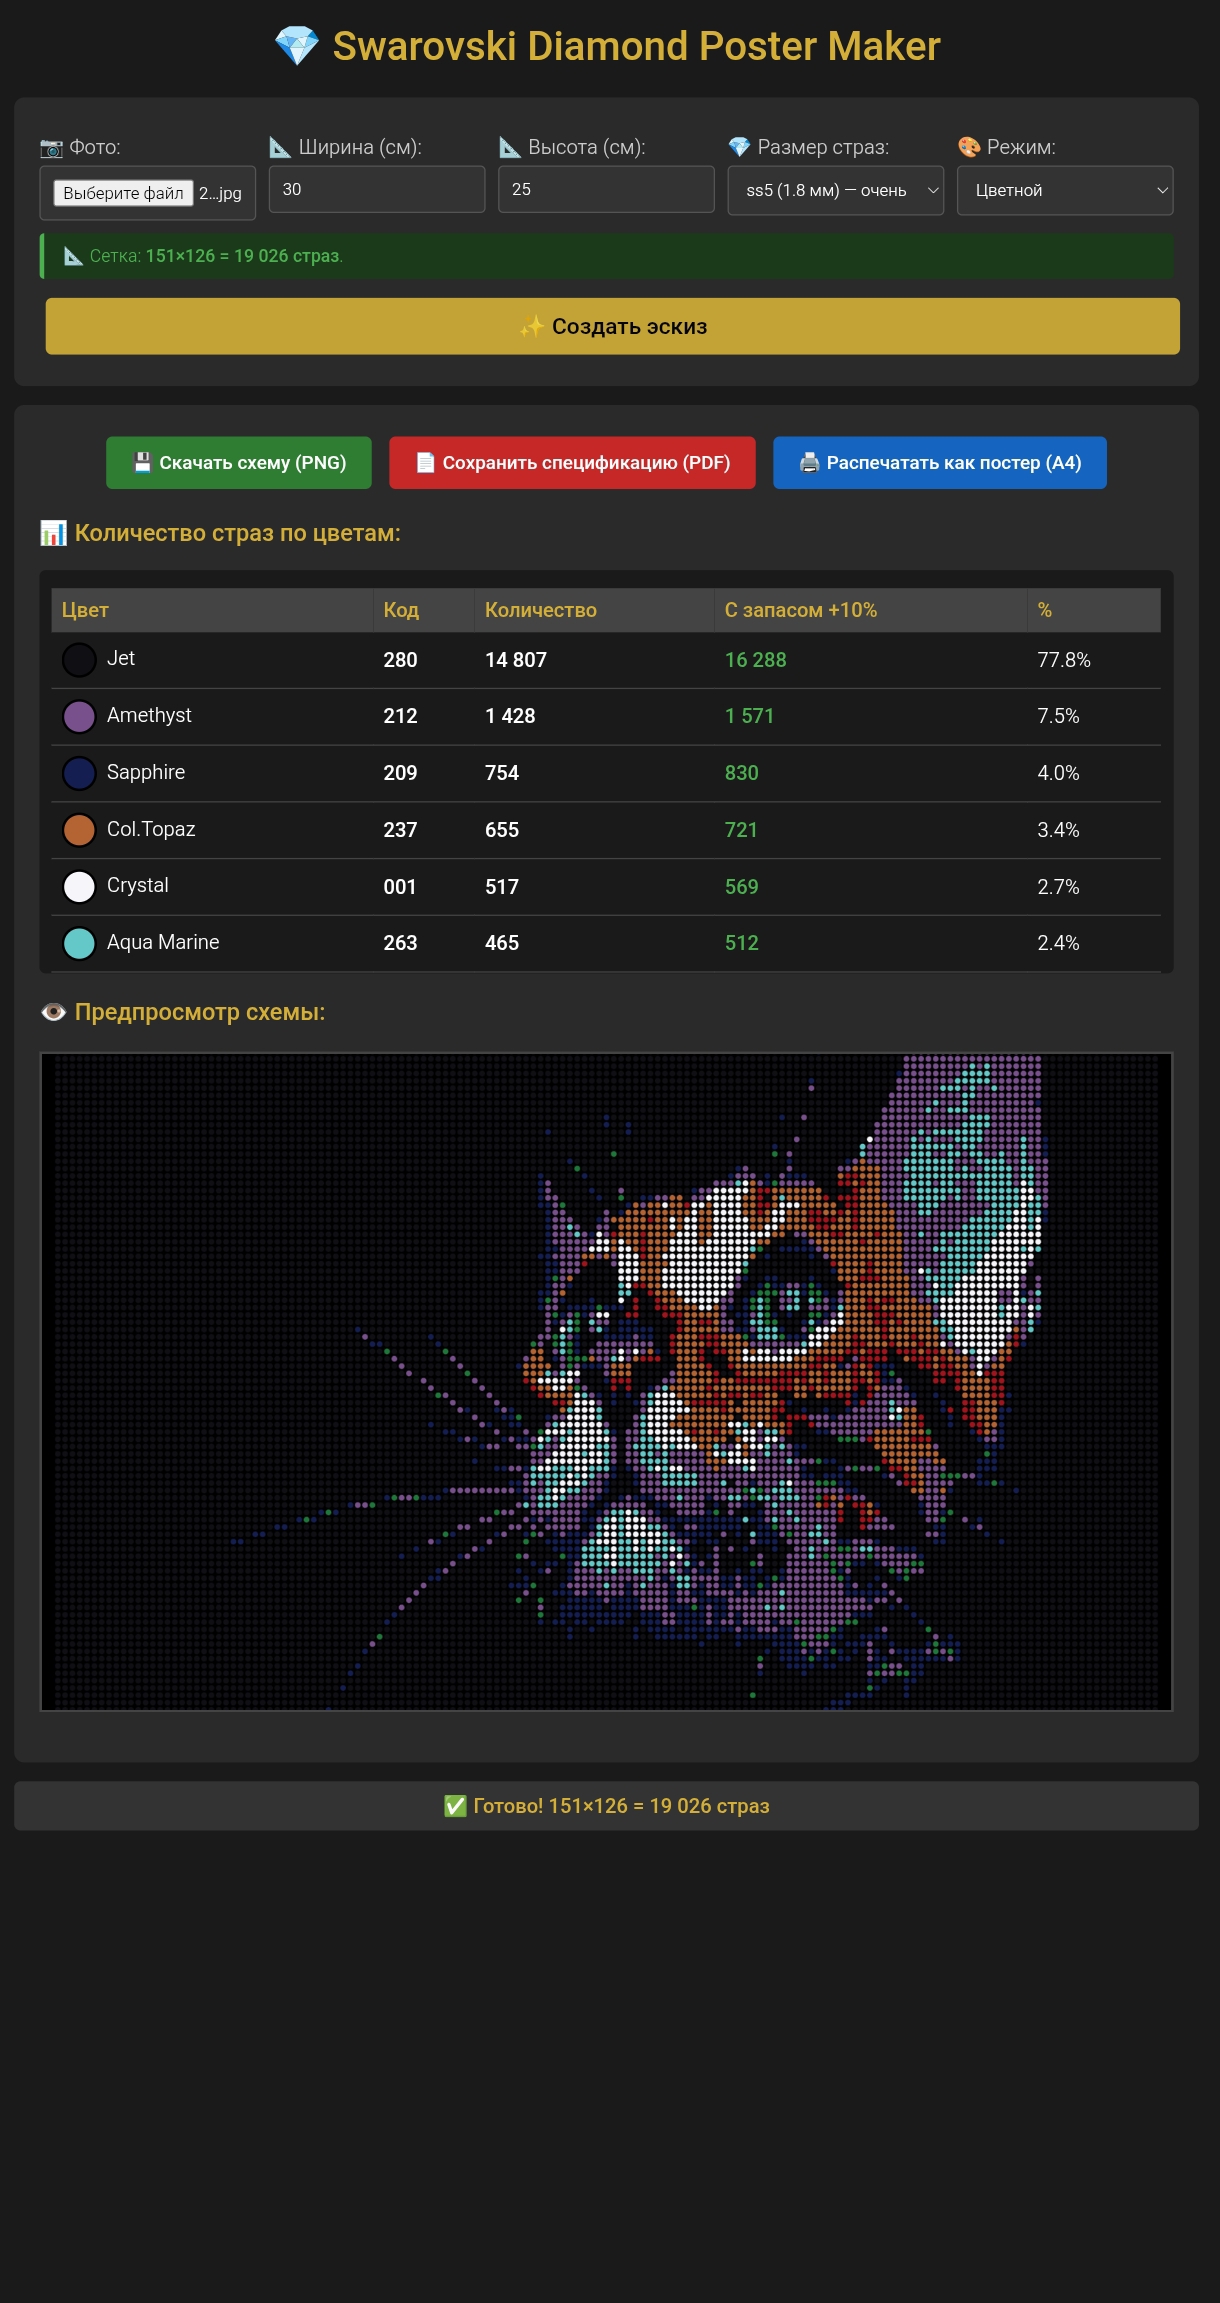 💎 Swarovski Diamond Poster Maker
📷 Фото:
📐 Ширина (см):
📐 Высота (см):
💎 Размер страз:
🎨 Режим:
Выберите файл 2…jpg
30
25
ss5 (1.8 мм) — очень
Цветной
📐 Сетка: 151×126 = 19 026 страз.
✨ Создать эскиз
💾 Скачать схему (PNG)
📄 Сохранить спецификацию (PDF)
🖨️ Распечатать как постер (A4)
📊 Количество страз по цветам:
Цвет Код Количество С запасом +10% %
Jet 280 14 807 16 288 77.8%
Amethyst 212 1 428 1 571 7.5%
Sapphire 209 754 830 4.0%
Col.Topaz 237 655 721 3.4%
Crystal 001 517 569 2.7%
Aqua Marine 263 465 512 2.4%
👁️ Предпросмотр схемы:
✅ Готово! 151×126 = 19 026 страз